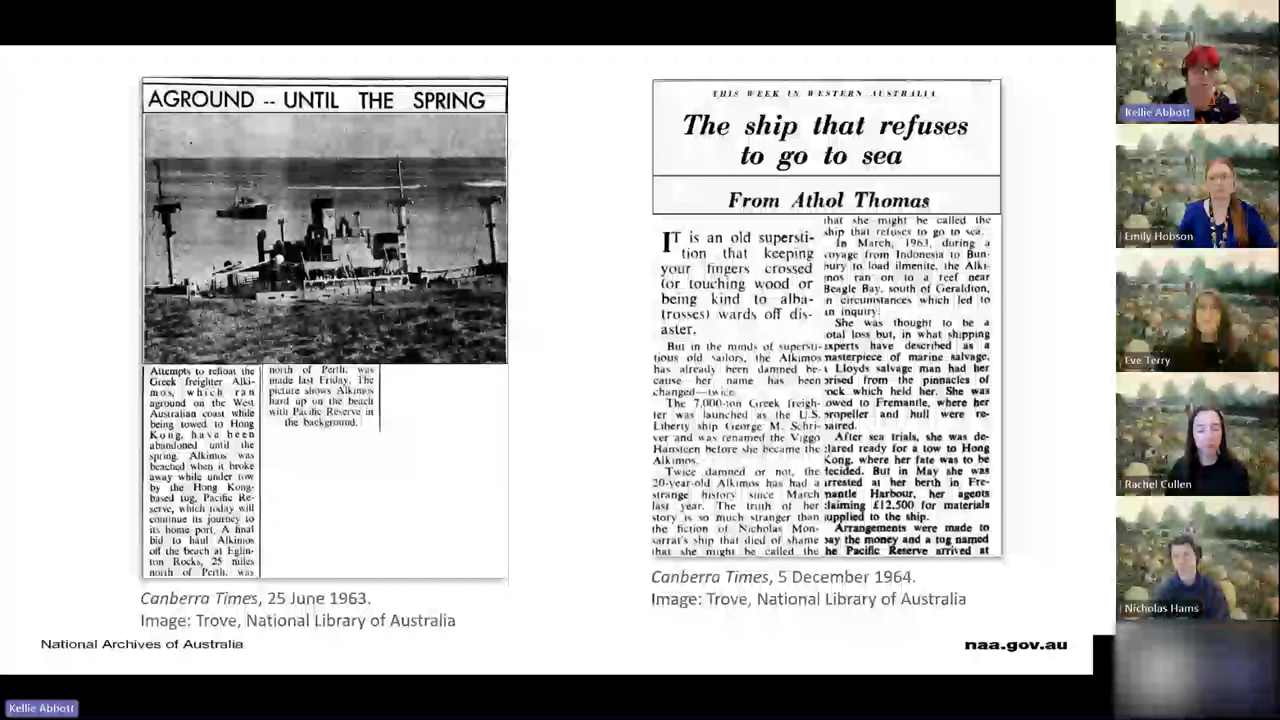 AGROUND -- UNTIL THE SPRING
Attempts to refloat the
Greek freighter Alki-
mos, which ran
aground on the West
Australian coast while
being towed to Hong
Kong, have been
abandoned until the
spring. Alkimos was
beached when it broke
away while under tow
by the Hong Kong-
based tug, Pacific Re-
serve, which today will
continue its journey to
its home port. A final
bid to haul Alkimos
off the beach at Eglin-
ton Rocks, 25 miles
north of Perth, was
north of Perth, was
made last Friday. The
picture shows Alkimos
hard up on the beach
with Pacific Reserve in
the background.
Canberra Times, 25 June 1963.
Image: Trove, National Library of Australia
THIS WEEK IN WESTERN AUSTRALIA
The ship that refuses
to go to sea
From Athol Thomas
IT is an old supersti-
tion that keeping
your fingers crossed
(or touching wood or
being kind to alba-
trosses) wards off dis-
aster.
But in the minds of supersti-
tious old sailors, the Alkimos
has already been damned be-
cause her name has been
changed—twice.
The 7,000-ton Greek freigh-
ter was launched as the U.S.
Liberty ship George M. Schri-
ver and was renamed the Viggo
Hansteen before she became the
Alkimos.
Twice damned or not, the
20-year-old Alkimos has had a
strange history since March
last year. The truth of her
story is so much stranger than
the fiction of Nicholas Mon-
sarrat's ship that died of shame
that she might be called the
that she might be called the
ship that refuses to go to sea.
In March, 1963, during a
voyage from Indonesia to Bun-
bury to load ilmenite, the Alki-
mos ran on to a reef near
Beagle Bay, south of Geraldton,
in circumstances which led to
an inquiry.
She was thought to be a
otal loss but, in what shipping
experts have described as a
masterpiece of marine salvage,
a Lloyds salvage man had her
prised from the pinnacles of
rock which held her. She was
owed to Fremantle, where her
propeller and hull were re-
paired.
After sea trials, she was de-
clared ready for a tow to Hong
Kong, where her fate was to be
decided. But in May she was
arrested at her berth in Fre-
mantle Harbour, her agents
claiming £12,500 for materials
supplied to the ship.
Arrangements were made to
pay the money and a tug named
he Pacific Reserve arrived at
Canberra Times, 5 December 1964.
Image: Trove, National Library of Australia
National Archives of Australia
naa.gov.au
Kellie Abbott
Emily Hobson
Eve Terry
Rachel Cullen
Nicholas Hams
Kellie Abbott